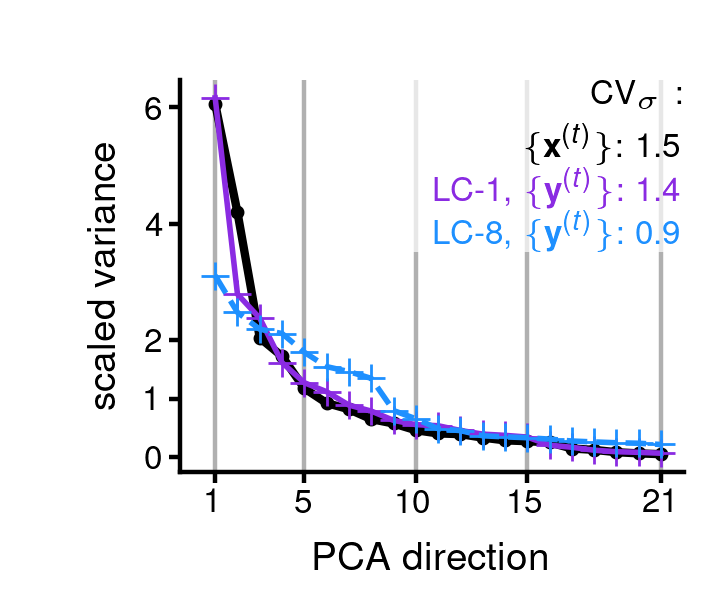 CVσ :
{x(t)}: 1.5
LC-1, {y(t)}: 1.4
LC-8, {y(t)}: 0.9
scaled variance
6
4
2
1
0
1 5 10 15 21
PCA direction